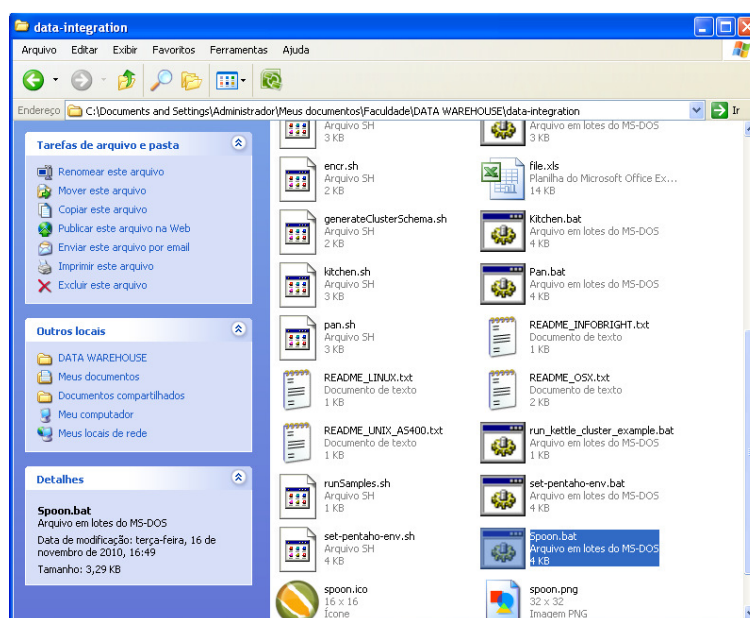 data-integration
Arquivo Editar Exibir Favoritos Ferramentas Ajuda
Endereço C:\Documents and Settings\Administrador\Meus documentos\Faculdade\DATA WAREHOUSE\data-integration Ir
Tarefas de arquivo e pasta
Renomear este arquivo
Mover este arquivo
Copiar este arquivo
Publicar este arquivo na Web
Enviar este arquivo por email
Imprimir este arquivo
Excluir este arquivo
Outros locais
DATA WAREHOUSE
Meus documentos
Documentos compartilhados
Meu computador
Meus locais de rede
Detalhes
Spoon.bat
Arquivo em lotes do MS-DOS
Data de modificação: terça-feira, 16 de
novembro de 2010, 16:49
Tamanho: 3,29 KB
Arquivo SH
3 KB
Arquivo em lotes do MS-DOS
3 KB
encr.sh
Arquivo SH
2 KB
file.xls
Planilha do Microsoft Office Ex...
14 KB
generateClusterSchema.sh
Arquivo SH
2 KB
Kitchen.bat
Arquivo em lotes do MS-DOS
4 KB
kitchen.sh
Arquivo SH
3 KB
Pan.bat
Arquivo em lotes do MS-DOS
4 KB
pan.sh
Arquivo SH
3 KB
README_INFOBRIGHT.txt
Documento de texto
1 KB
README_LINUX.txt
Documento de texto
1 KB
README_OSX.txt
Documento de texto
2 KB
README_UNIX_AS400.txt
Documento de texto
1 KB
run_kettle_cluster_example.bat
Arquivo em lotes do MS-DOS
1 KB
runSamples.sh
Arquivo SH
1 KB
set-pentaho-env.bat
Arquivo em lotes do MS-DOS
4 KB
set-pentaho-env.sh
Arquivo SH
4 KB
Spoon.bat
Arquivo em lotes do MS-DOS
4 KB
spoon.ico
16 x 16
Ícone
spoon.png
32 x 32
Imagem PNG